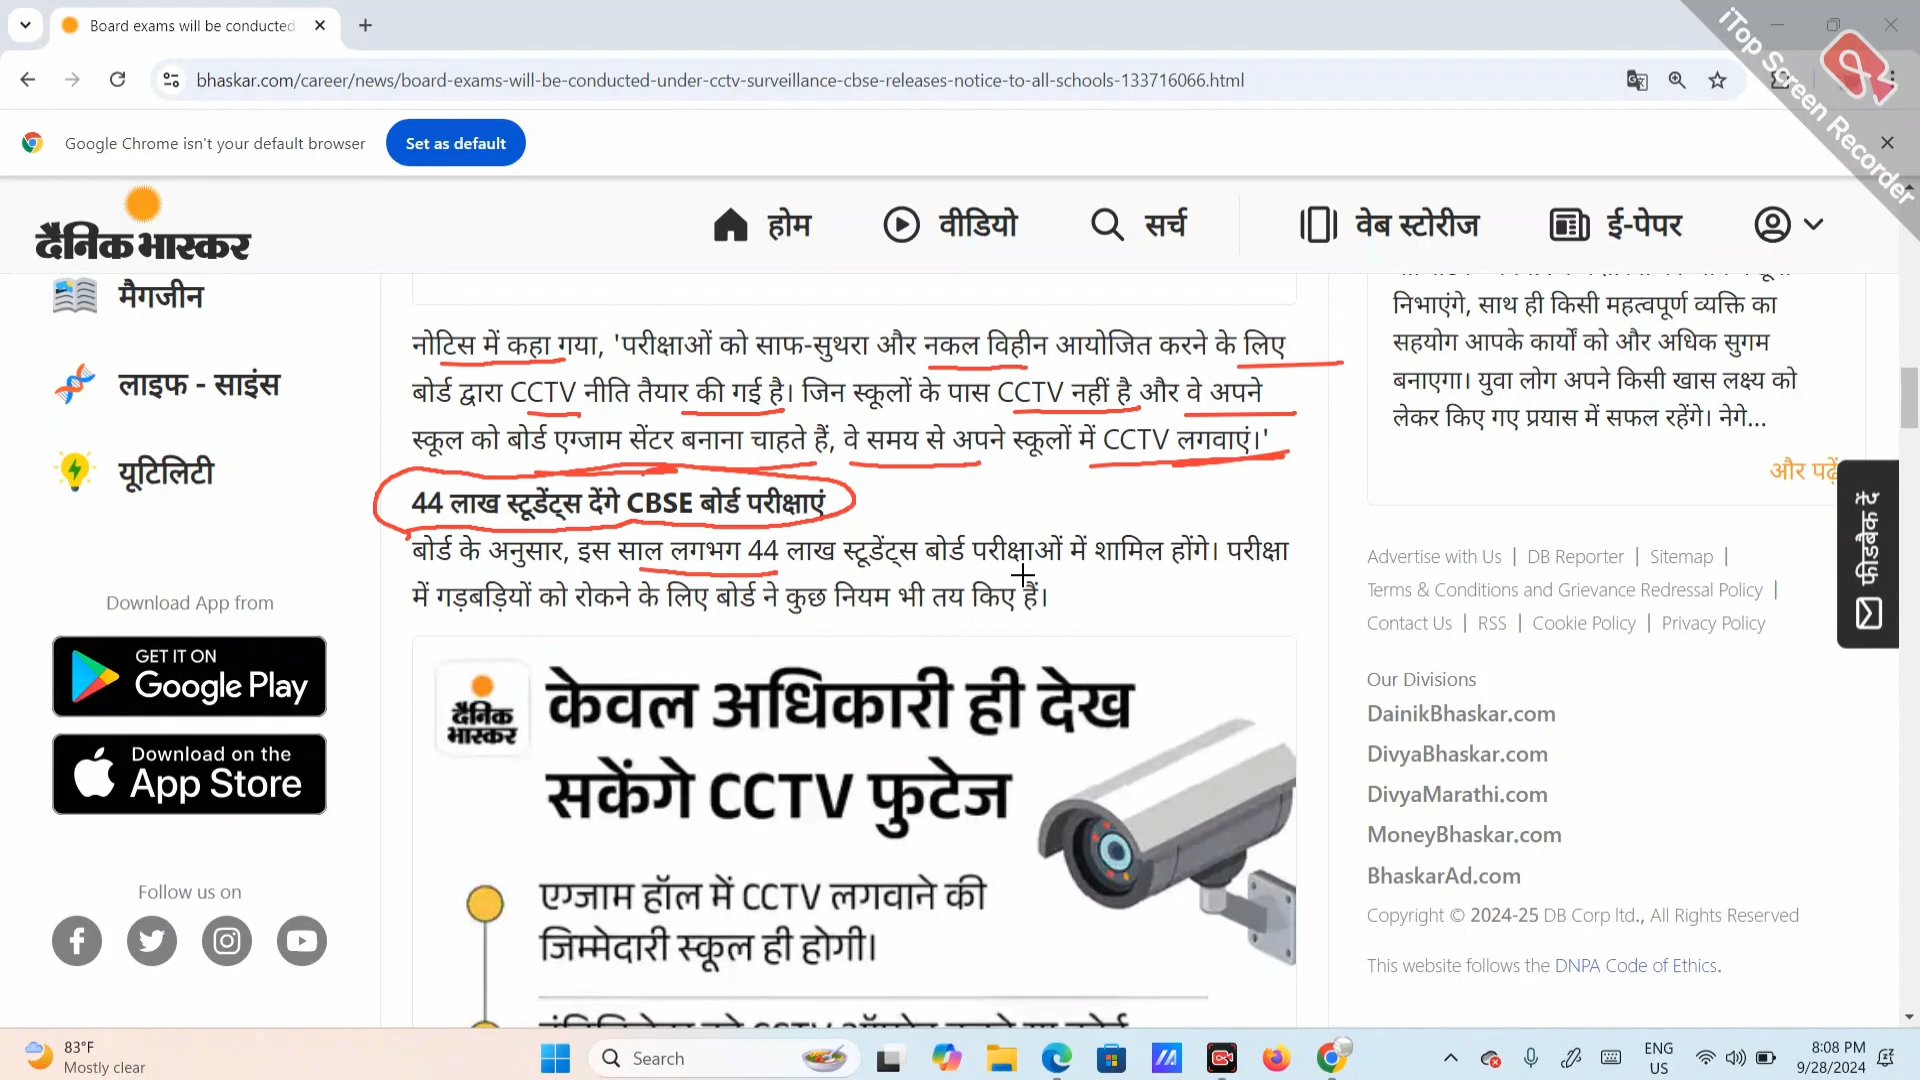 Board exams will be conducted
bhaskar.com/career/news/board-exams-will-be-conducted-under-cctv-surveillance-cbse-releases-notice-to-all-schools-133716066.html
iTop Screen Recorder
Google Chrome isn't your default browser
Set as default
दैनिक भास्कर
होम
वीडियो
सर्च
वेब स्टोरीज
ई-पेपर
मैगजीन
लाइफ - साइंस
यूटिलिटी
Download App from
GET IT ON
Google Play
Download on the
App Store
Follow us on
नोटिस में कहा गया, 'परीक्षाओं को साफ-सुथरा और नकल विहीन आयोजित करने के लिए
बोर्ड द्वारा CCTV नीति तैयार की गई है। जिन स्कूलों के पास CCTV नहीं है और वे अपने
स्कूल को बोर्ड एग्जाम सेंटर बनाना चाहते हैं, वे समय से अपने स्कूलों में CCTV लगवाएं।'
44 लाख स्टूडेंट्स देंगे CBSE बोर्ड परीक्षाएं
बोर्ड के अनुसार, इस साल लगभग 44 लाख स्टूडेंट्स बोर्ड परीक्षाओं में शामिल होंगे। परीक्षा
में गड़बड़ियों को रोकने के लिए बोर्ड ने कुछ नियम भी तय किए हैं।
दैनिक
भास्कर
केवल अधिकारी ही देख
सकेंगे CCTV फुटेज
एग्जाम हॉल में CCTV लगवाने की
जिम्मेदारी स्कूल ही होगी।
निभाएंगे, साथ ही किसी महत्वपूर्ण व्यक्ति का
सहयोग आपके कार्यों को और अधिक सुगम
बनाएगा। युवा लोग अपने किसी खास लक्ष्य को
लेकर किए गए प्रयास में सफल रहेंगे। नेगे...
और पढ़ें
फीडबैक दें
Advertise with Us | DB Reporter | Sitemap |
Terms & Conditions and Grievance Redressal Policy |
Contact Us | RSS | Cookie Policy | Privacy Policy
Our Divisions
DainikBhaskar.com
DivyaBhaskar.com
DivyaMarathi.com
MoneyBhaskar.com
BhaskarAd.com
Copyright © 2024-25 DB Corp ltd., All Rights Reserved
This website follows the DNPA Code of Ethics.
83°F
Mostly clear
Search
ENG
US
8:08 PM
9/28/2024